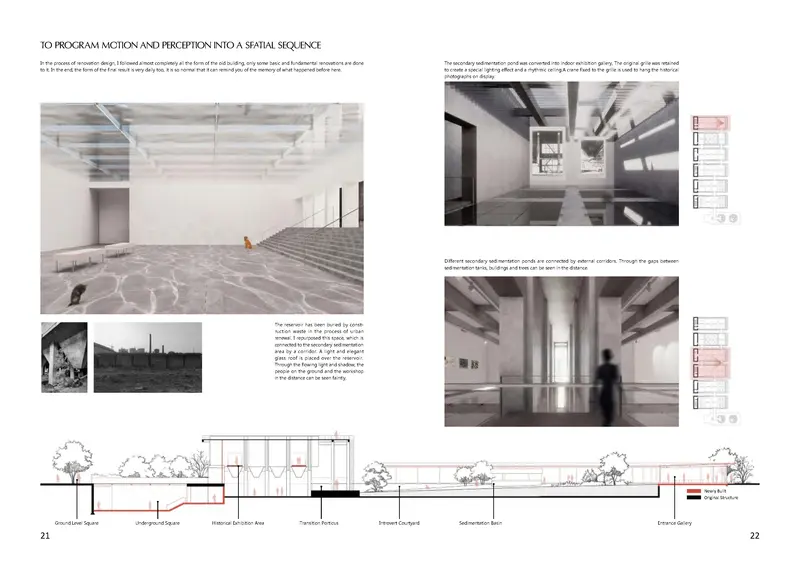 TO PROGRAM MOTION AND PERCEPTION INTO A SPATIAL SEQUENCE
In the process of renovation design, I followed almost completely all the form of the old building, only some basic and fundamental renovations are done
to it. In the end, the form of the final result is very daily too, it is so normal that it can remind you of the memory of what happened before here.
The secondary sedimentation pond was converted into indoor exhibition gallery, The original grille was retained
to create a special lighting effect and a rhythmic ceiling.A crane fixed to the grille is used to hang the historical
photographs on display.
Different secondary sedimentation ponds are connected by external corridors. Through the gaps between
sedimentation tanks, buildings and trees can be seen in the distance.
The reservoir has been buried by const-
ruction waste in the process of urban
renewal. I repurposed this space, which is
connected to the secondary sedimentation
area by a corridor. A light and elegant
glass roof is placed over the reservoir.
Through the flowing light and shadow, the
people on the ground and the workshop
in the distance can be seen faintly.
Newly Built
Original Structure
Ground Level Square
Underground Square
Historical Exhibition Area
Transition Porticus
Introvert Courtyard
Sedimentation Basin
Entrance Gallery
21
22